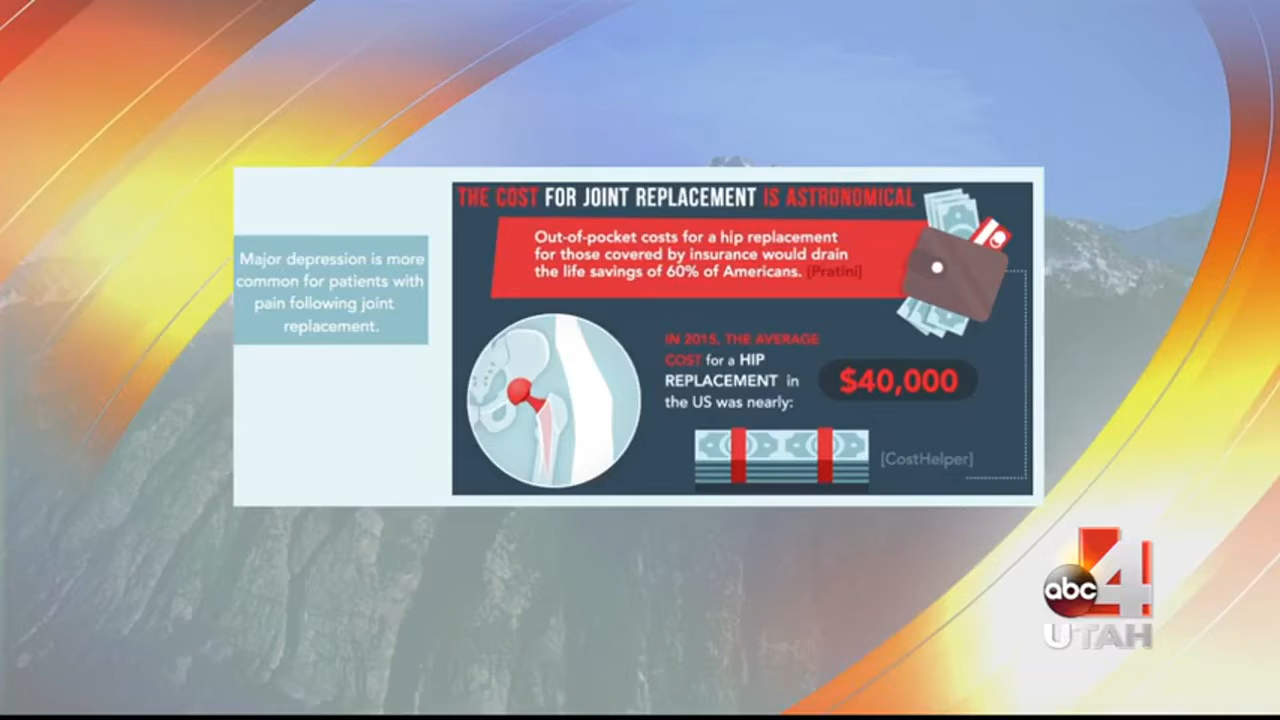 Major depression is more
common for patients with
pain following joint
replacement.
THE COST FOR JOINT REPLACEMENT IS ASTRONOMICAL
Out-of-pocket costs for a hip replacement
for those covered by insurance would drain
the life savings of 60% of Americans. [Pratini]
IN 2015, THE AVERAGE
COST for a HIP
REPLACEMENT in
the US was nearly:
$40,000
[CostHelper]
abc 4
UTAH